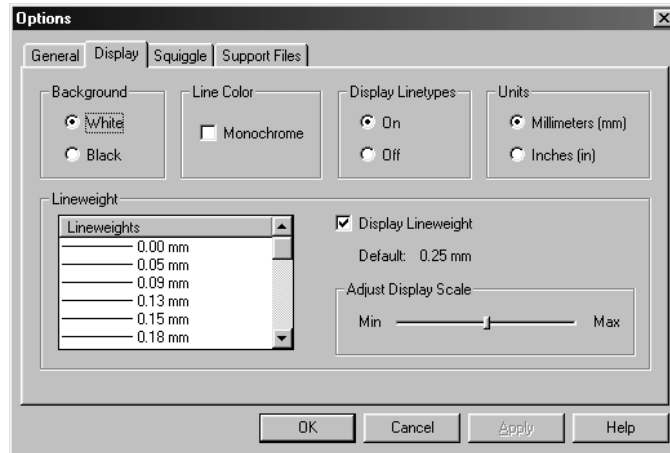 Options
General Display Squiggle Support Files
Background
White
Black
Line Color
Monochrome
Display Linetypes
On
Off
Units
Millimeters (mm)
Inches (in)
Lineweight
Lineweights
0.00 mm
0.05 mm
0.09 mm
0.13 mm
0.15 mm
0.18 mm
Display Lineweight
Default: 0.25 mm
Adjust Display Scale
Min Max
OK Cancel Apply Help